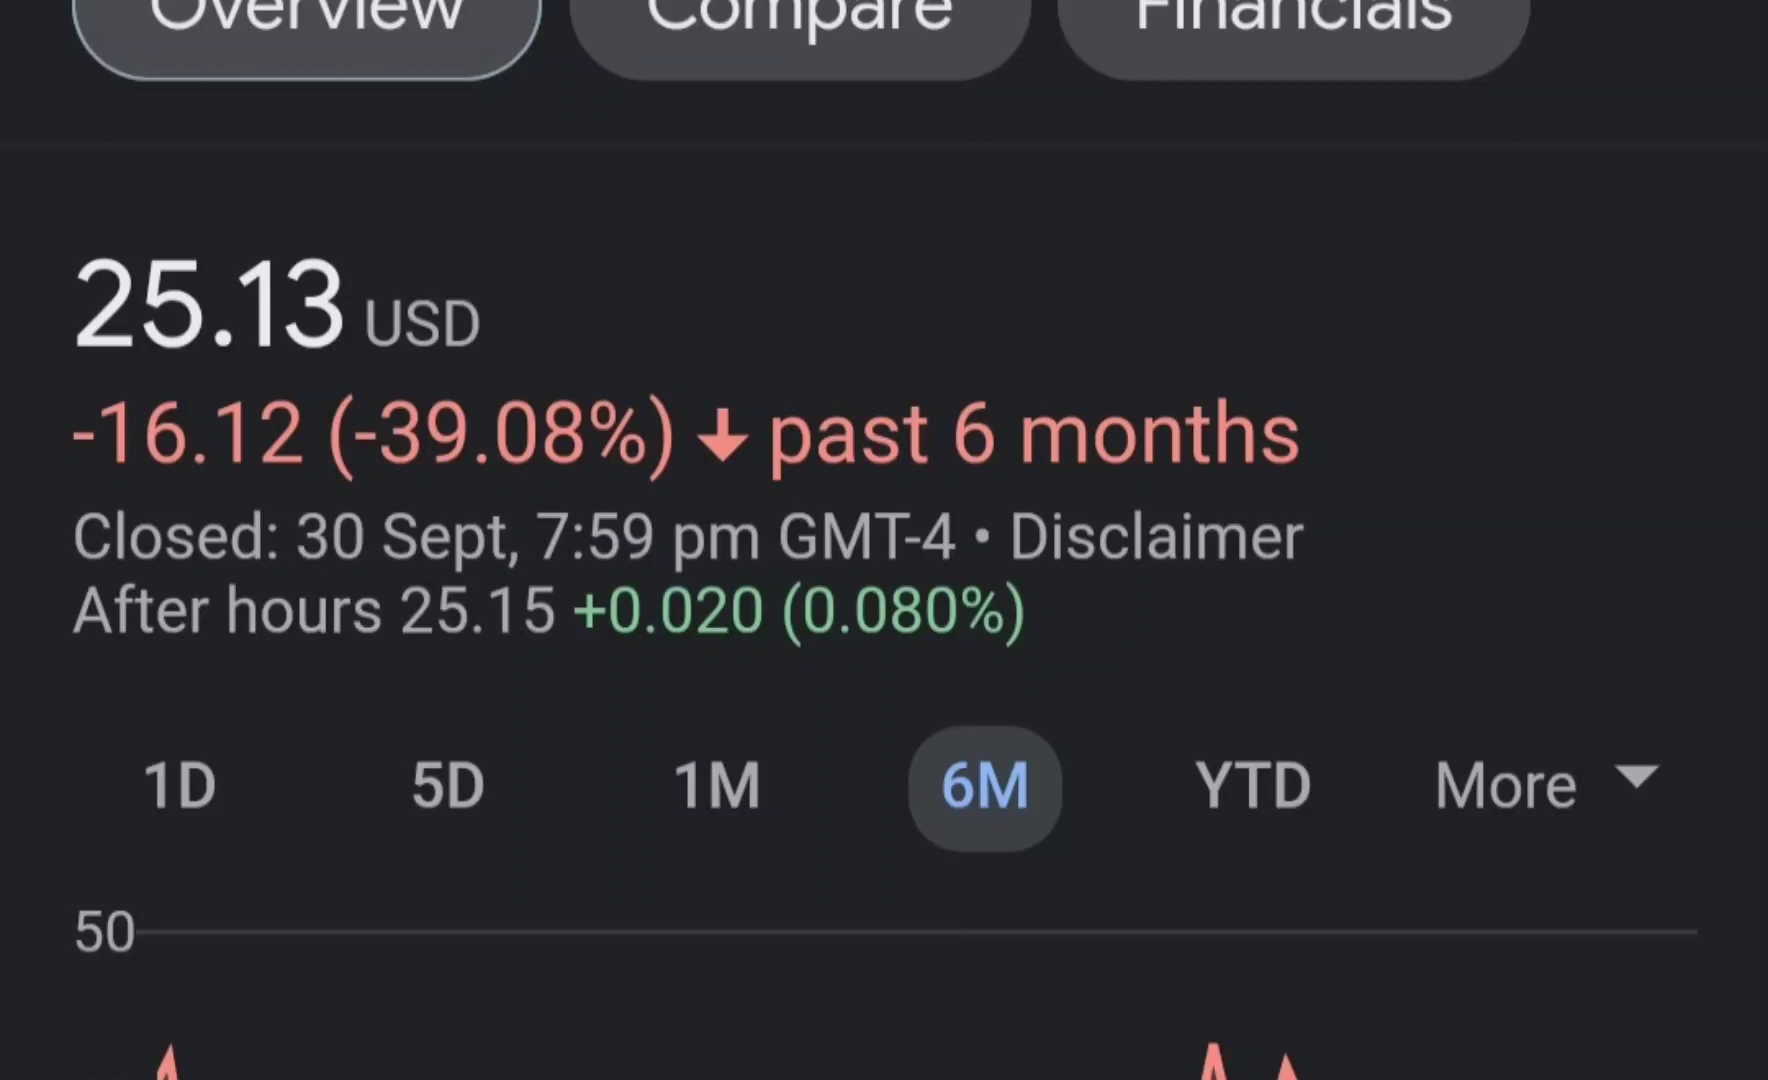 Overview Compare Financials
25.13 USD
-16.12 (-39.08%) ↓ past 6 months
Closed: 30 Sept, 7:59 pm GMT-4 • Disclaimer
After hours 25.15 +0.020 (0.080%)
1D 5D 1M 6M YTD More
50